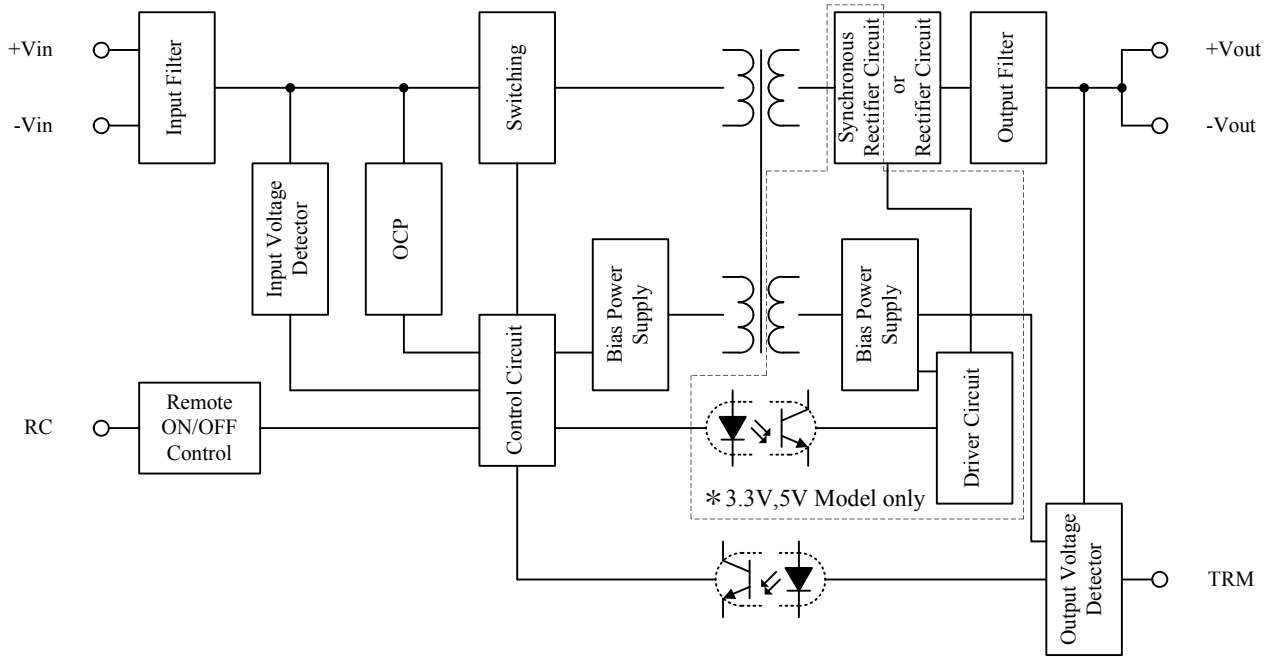 +Vin
-Vin
Input Filter
Switching
Synchronous
Rectifier Circuit
or
Rectifier Circuit
Output Filter
+Vout
-Vout
Input Voltage
Detector
OCP
Bias Power
Supply
Bias Power
Supply
Control Circuit
RC
Remote
ON/OFF
Control
Driver Circuit
*3.3V,5V Model only
Output Voltage
Detector
TRM